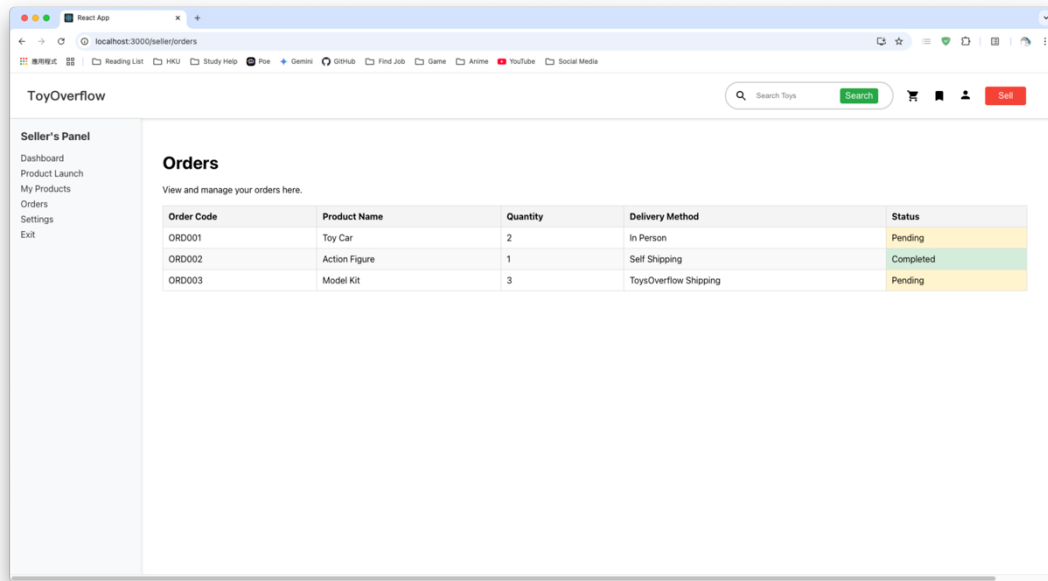 React App
localhost:3000/seller/orders
應用程式 Reading List HKU Study Help Poe Gemini GitHub Find Job Game Anime YouTube Social Media
ToyOverflow Search Toys Search Sell
Seller's Panel
Dashboard
Product Launch
My Products
Orders
Settings
Exit
Orders
View and manage your orders here.
Order Code Product Name Quantity Delivery Method Status
ORD001 Toy Car 2 In Person Pending
ORD002 Action Figure 1 Self Shipping Completed
ORD003 Model Kit 3 ToysOverflow Shipping Pending